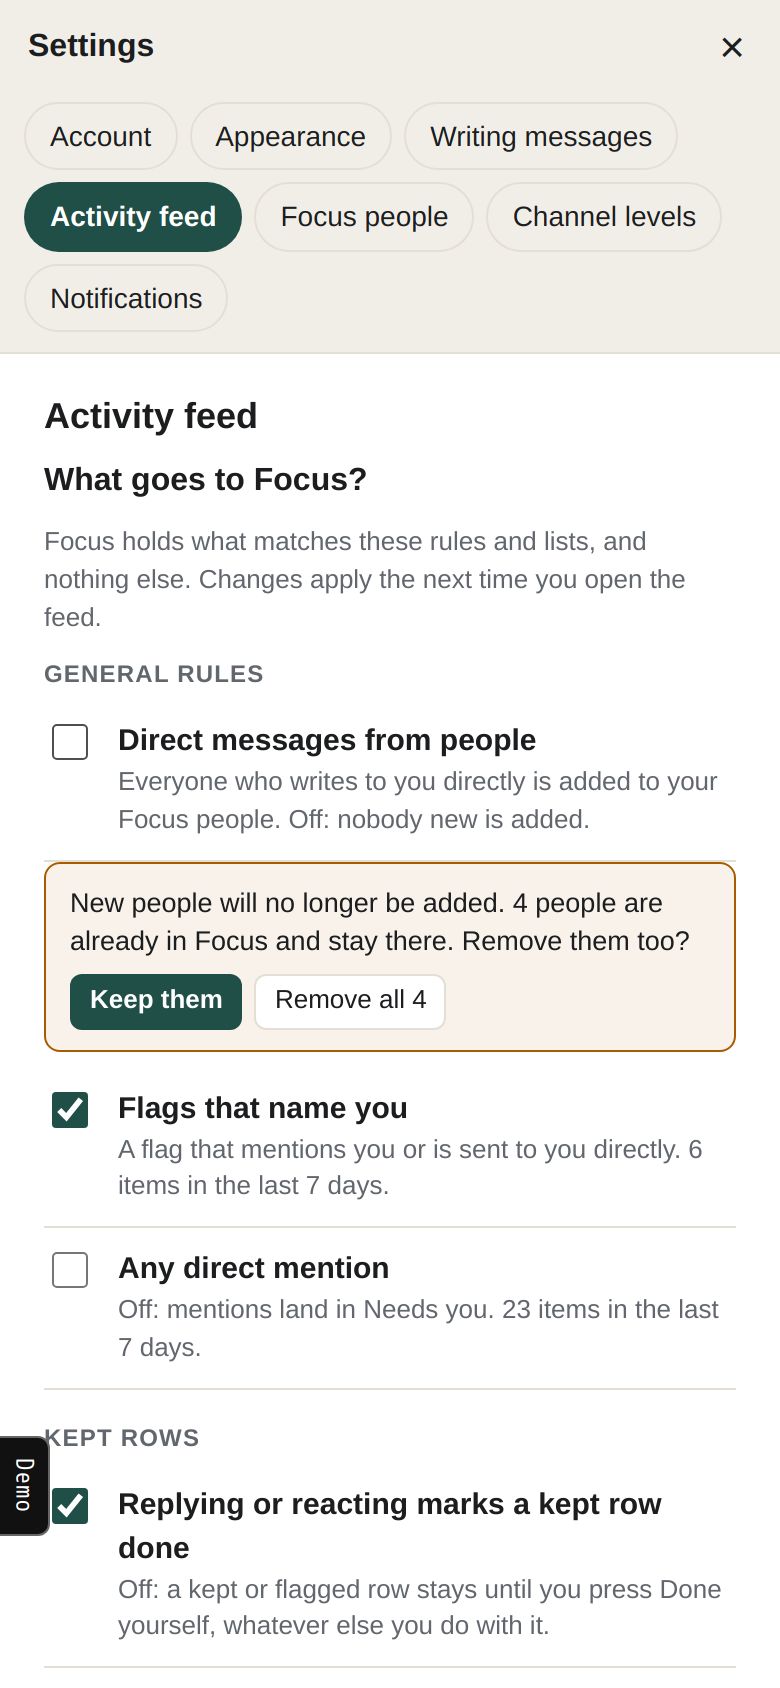 Settings
Account
Appearance
Writing messages
Activity feed
Focus people
Channel levels
Notifications
Activity feed
What goes to Focus?
Focus holds what matches these rules and lists, and
nothing else. Changes apply the next time you open the
feed.
GENERAL RULES
Direct messages from people
Everyone who writes to you directly is added to your
Focus people. Off: nobody new is added.
New people will no longer be added. 4 people are
already in Focus and stay there. Remove them too?
Keep them
Remove all 4
Flags that name you
A flag that mentions you or is sent to you directly. 6
items in the last 7 days.
Any direct mention
Off: mentions land in Needs you. 23 items in the last
7 days.
KEPT ROWS
Demo
Replying or reacting marks a kept row
done
Off: a kept or flagged row stays until you press Done
yourself, whatever else you do with it.